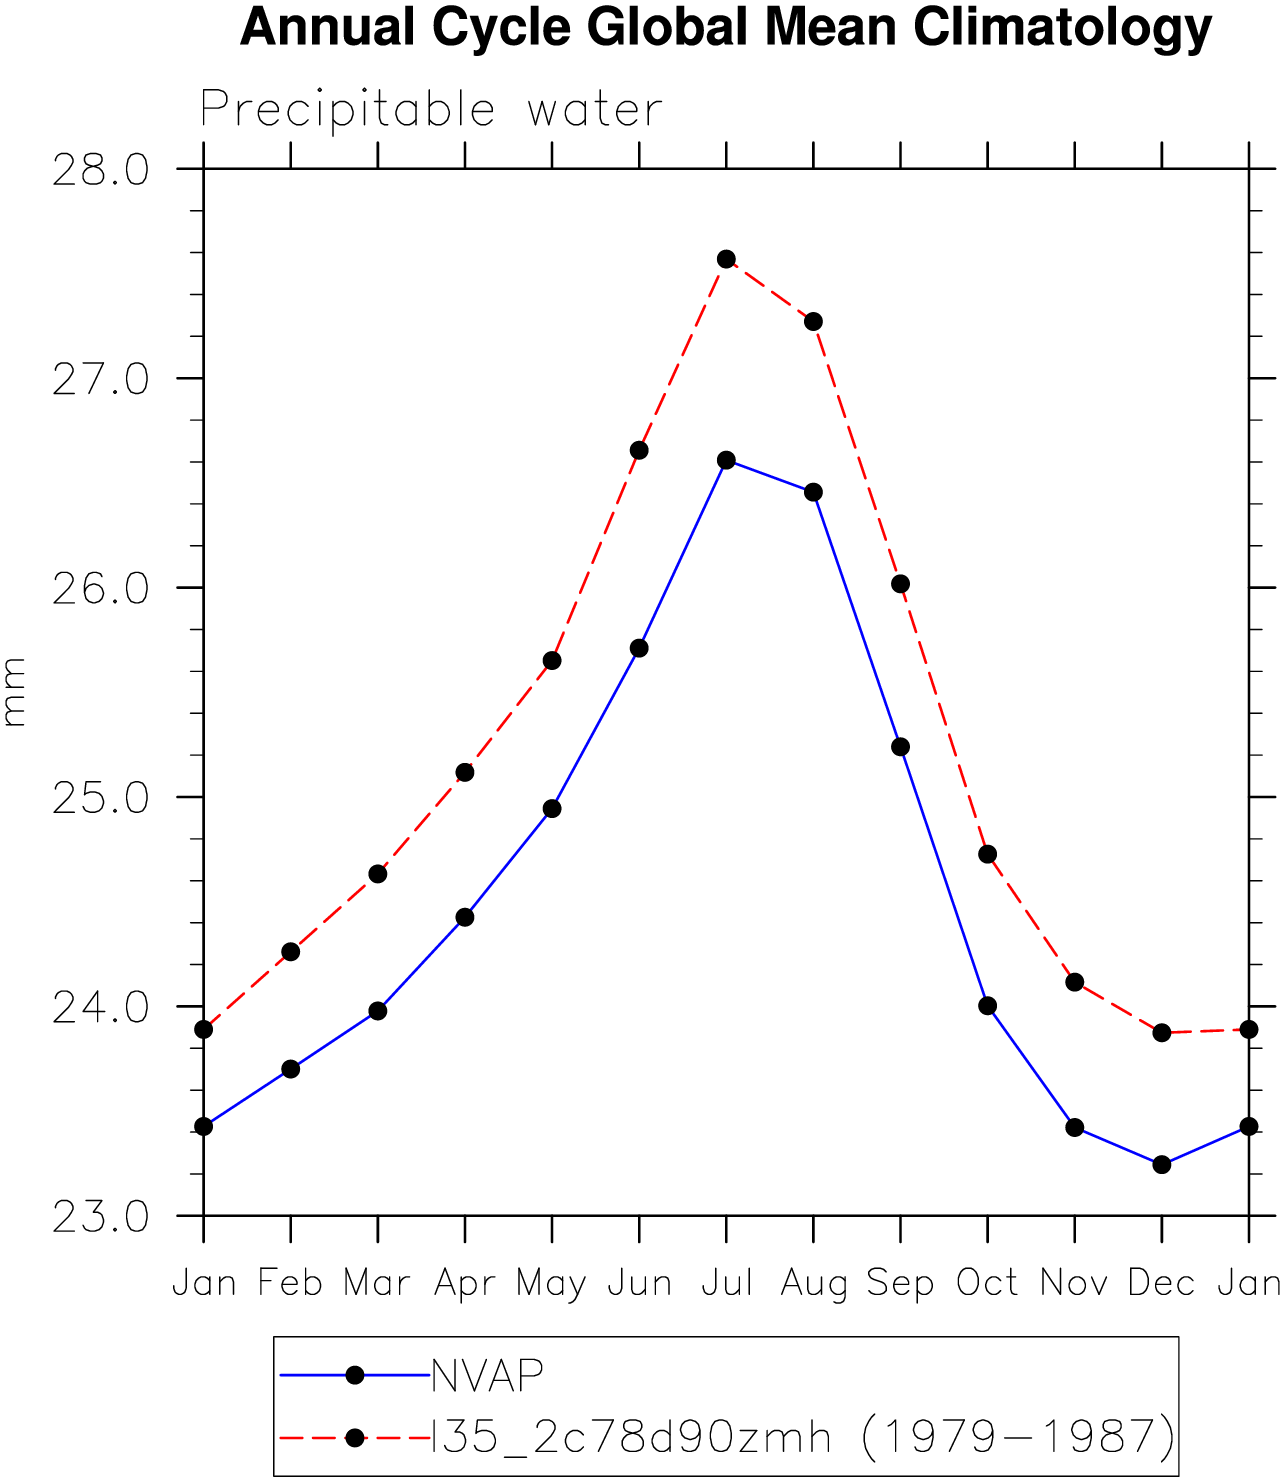 Annual Cycle Global Mean Climatology
Precipitable water
28.0
27.0
26.0
25.0
24.0
23.0
mm
Jan Feb Mar Apr May Jun Jul Aug Sep Oct Nov Dec Jan
NVAP
l35_2c78d90zmh (1979-1987)